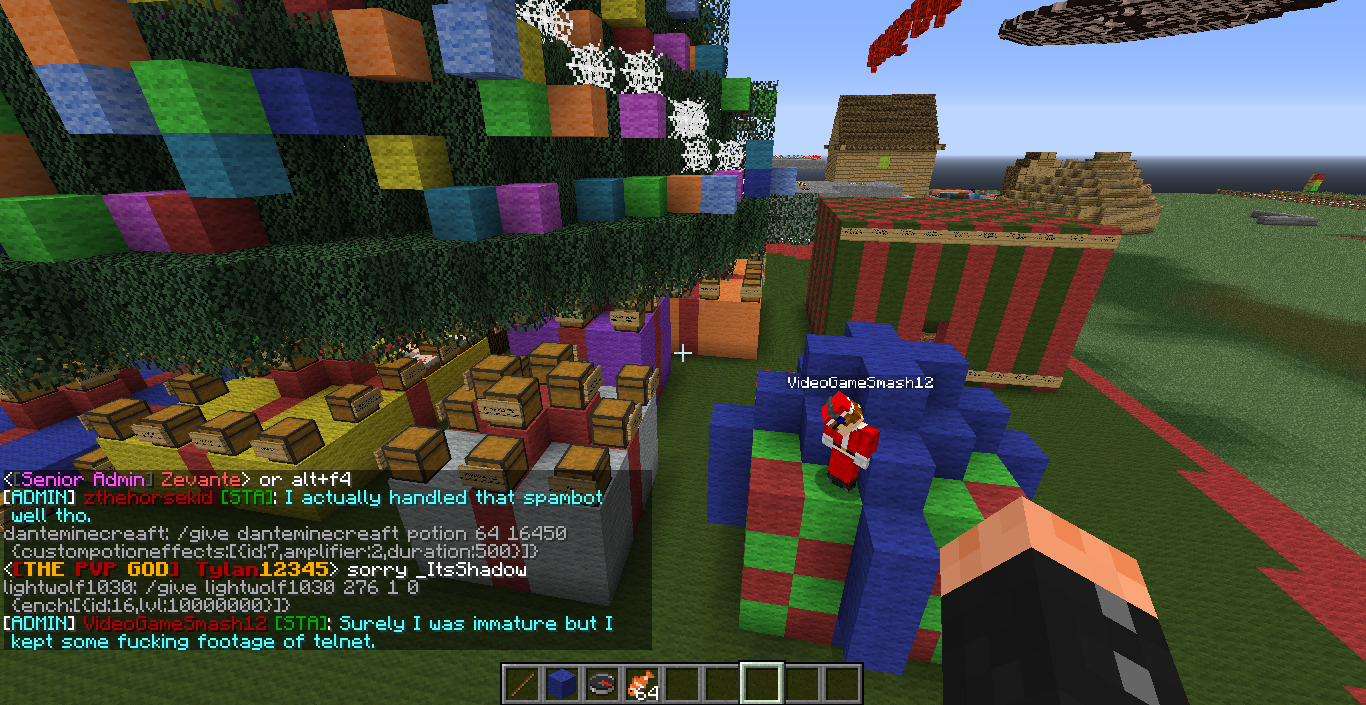 VideoGameSmash12
<[Senior Admin] Zevante> or alt+f4
[ADMIN] zthehorsekid [STA]: I actually handled that spambot
well tho.
danteminecreaft: /give danteminecreaft potion 64 16450
{custompotioneffects:[{id:7,amplifier:2,duration:500}]}
<[THE PVP GOD] Tylan12345> sorry _ItsShadow
lightwolf1030: /give lightwolf1030 276 1 0
{ench:[{id:16,lvl:10000000}]}
[ADMIN] VideoGameSmash12 [STA]: Surely I was immature but I
kept some fucking footage of telnet.
64